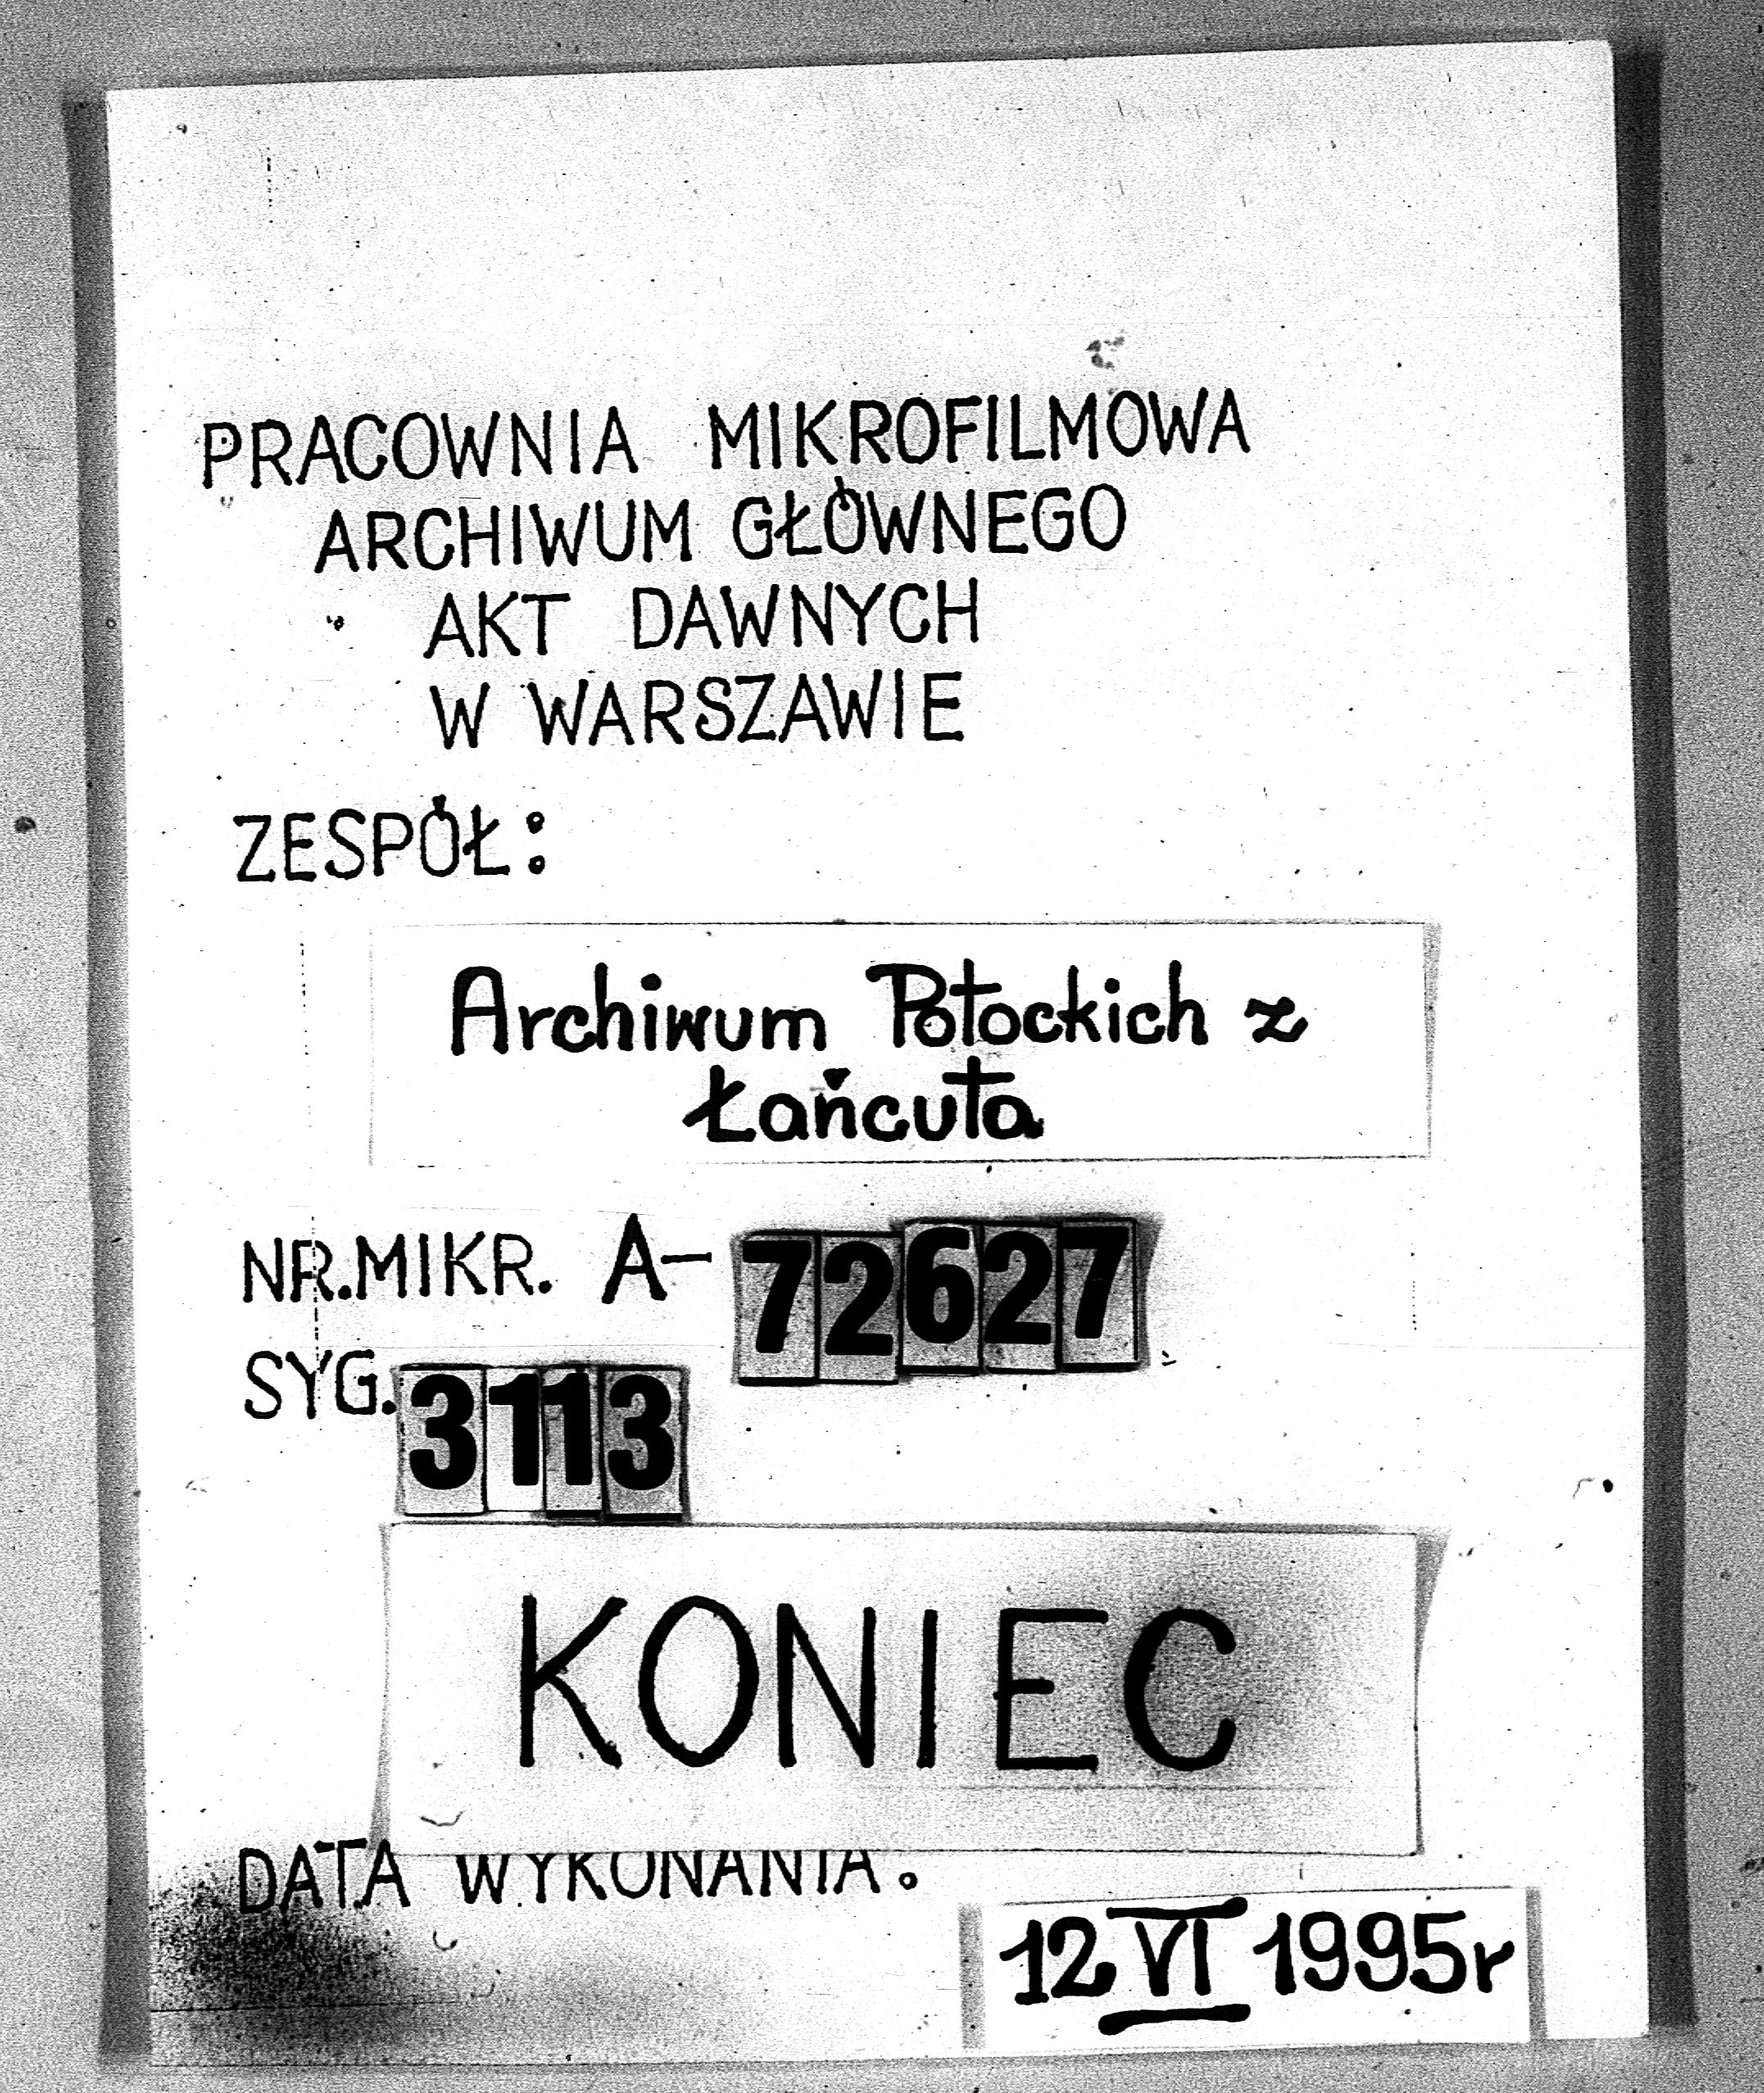 PRACOWNIA MIKROFILMOWA
ARCHIWUM GŁÓWNEGO
AKT DAWNYCH
W WARSZAWIE
ZESPÓŁ:
Archiwum Potockich z
Łańcuta
NR.MIKR. A-72627
SYG. 3113
KONIEC
DATA WYKONANIA:
12 VI 1995r